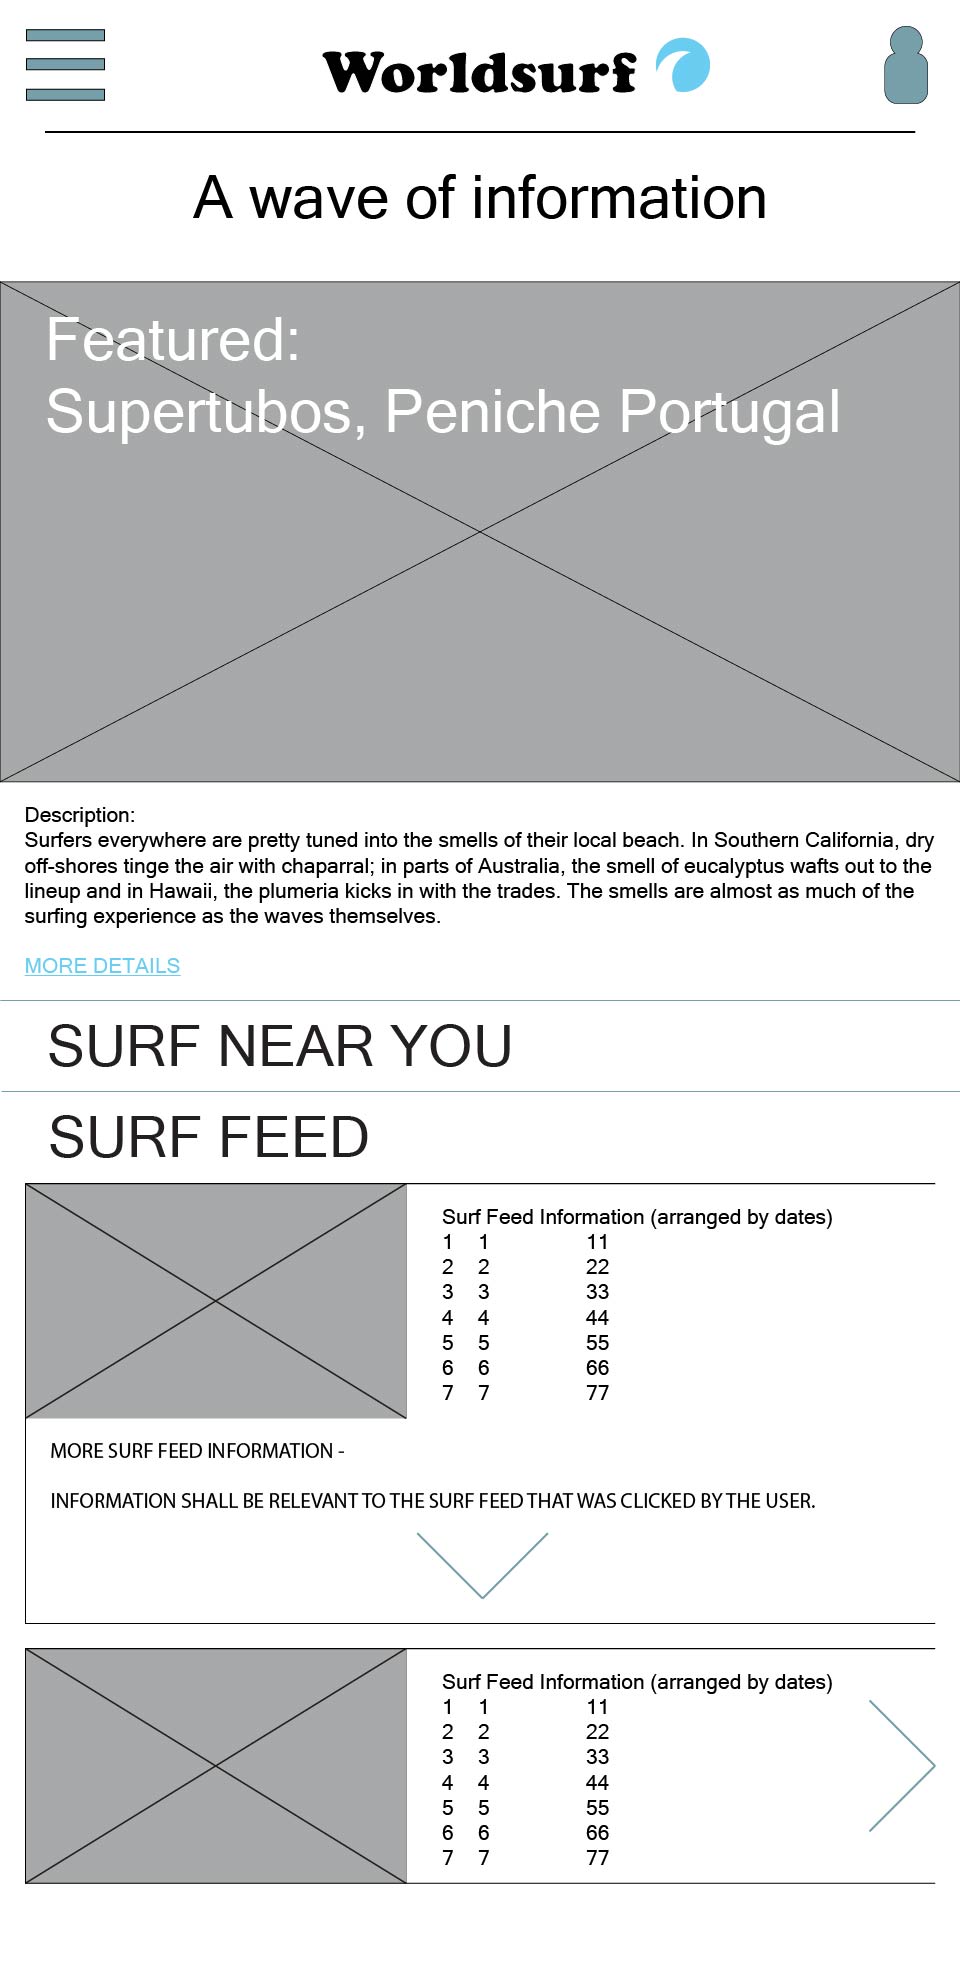 Worldsurf
A wave of information
Featured:
Supertubos, Peniche Portugal
Description:
Surfers everywhere are pretty tuned into the smells of their local beach. In Southern California, dry
off-shores tinge the air with chaparral; in parts of Australia, the smell of eucalyptus wafts out to the
lineup and in Hawaii, the plumeria kicks in with the trades. The smells are almost as much of the
surfing experience as the waves themselves.
MORE DETAILS
SURF NEAR YOU
SURF FEED
Surf Feed Information (arranged by dates)
1 1 11
2 2 22
3 3 33
4 4 44
5 5 55
6 6 66
7 7 77
MORE SURF FEED INFORMATION -
INFORMATION SHALL BE RELEVANT TO THE SURF FEED THAT WAS CLICKED BY THE USER.
Surf Feed Information (arranged by dates)
1 1 11
2 2 22
3 3 33
4 4 44
5 5 55
6 6 66
7 7 77